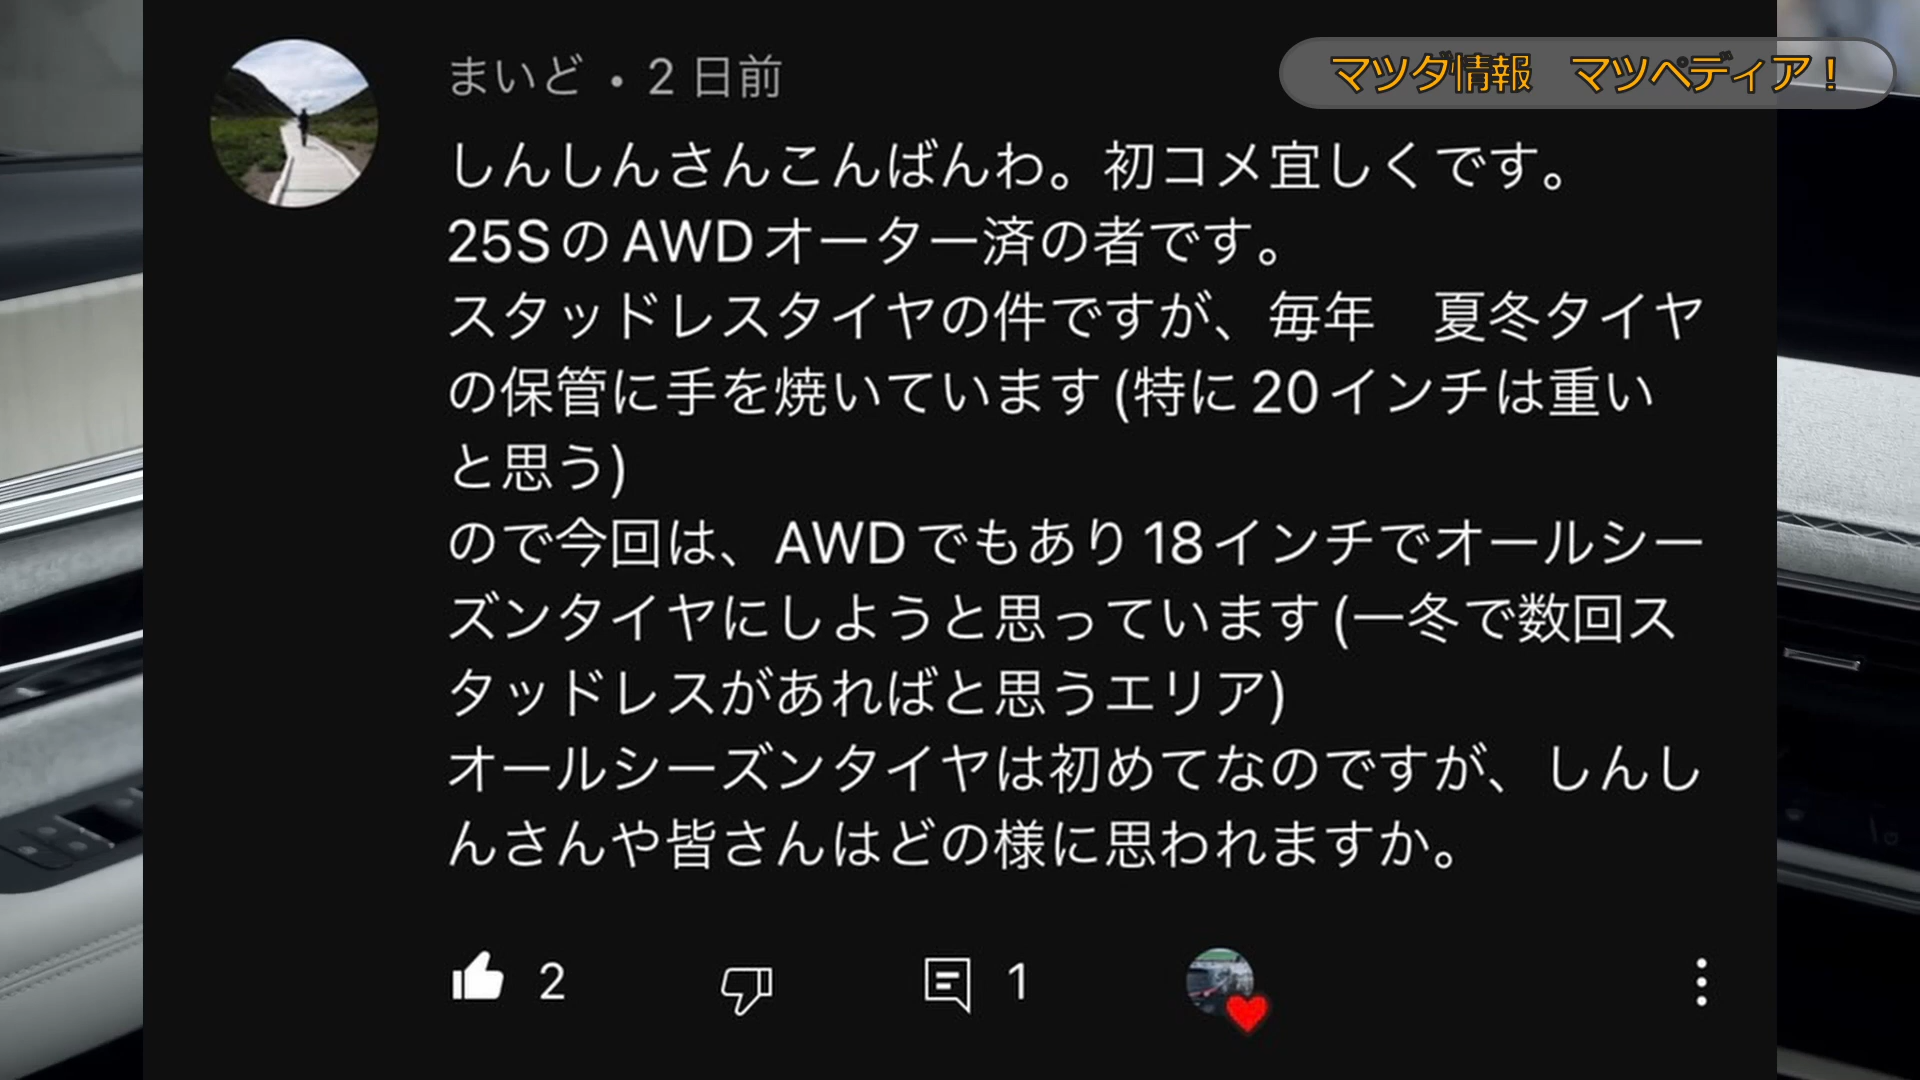 まいど • 2 日前
マツダ情報　マツペディア！
しんしんさんこんばんわ。初コメ宜しくです。
25SのAWDオーター済の者です。
スタッドレスタイヤの件ですが、毎年　夏冬タイヤ
の保管に手を焼いています(特に20インチは重い
と思う)
ので今回は、AWDでもあり18インチでオールシー
ズンタイヤにしようと思っています(一冬で数回ス
タッドレスがあればと思うエリア)
オールシーズンタイヤは初めてなのですが、しんし
んさんや皆さんはどの様に思われますか。
2
1